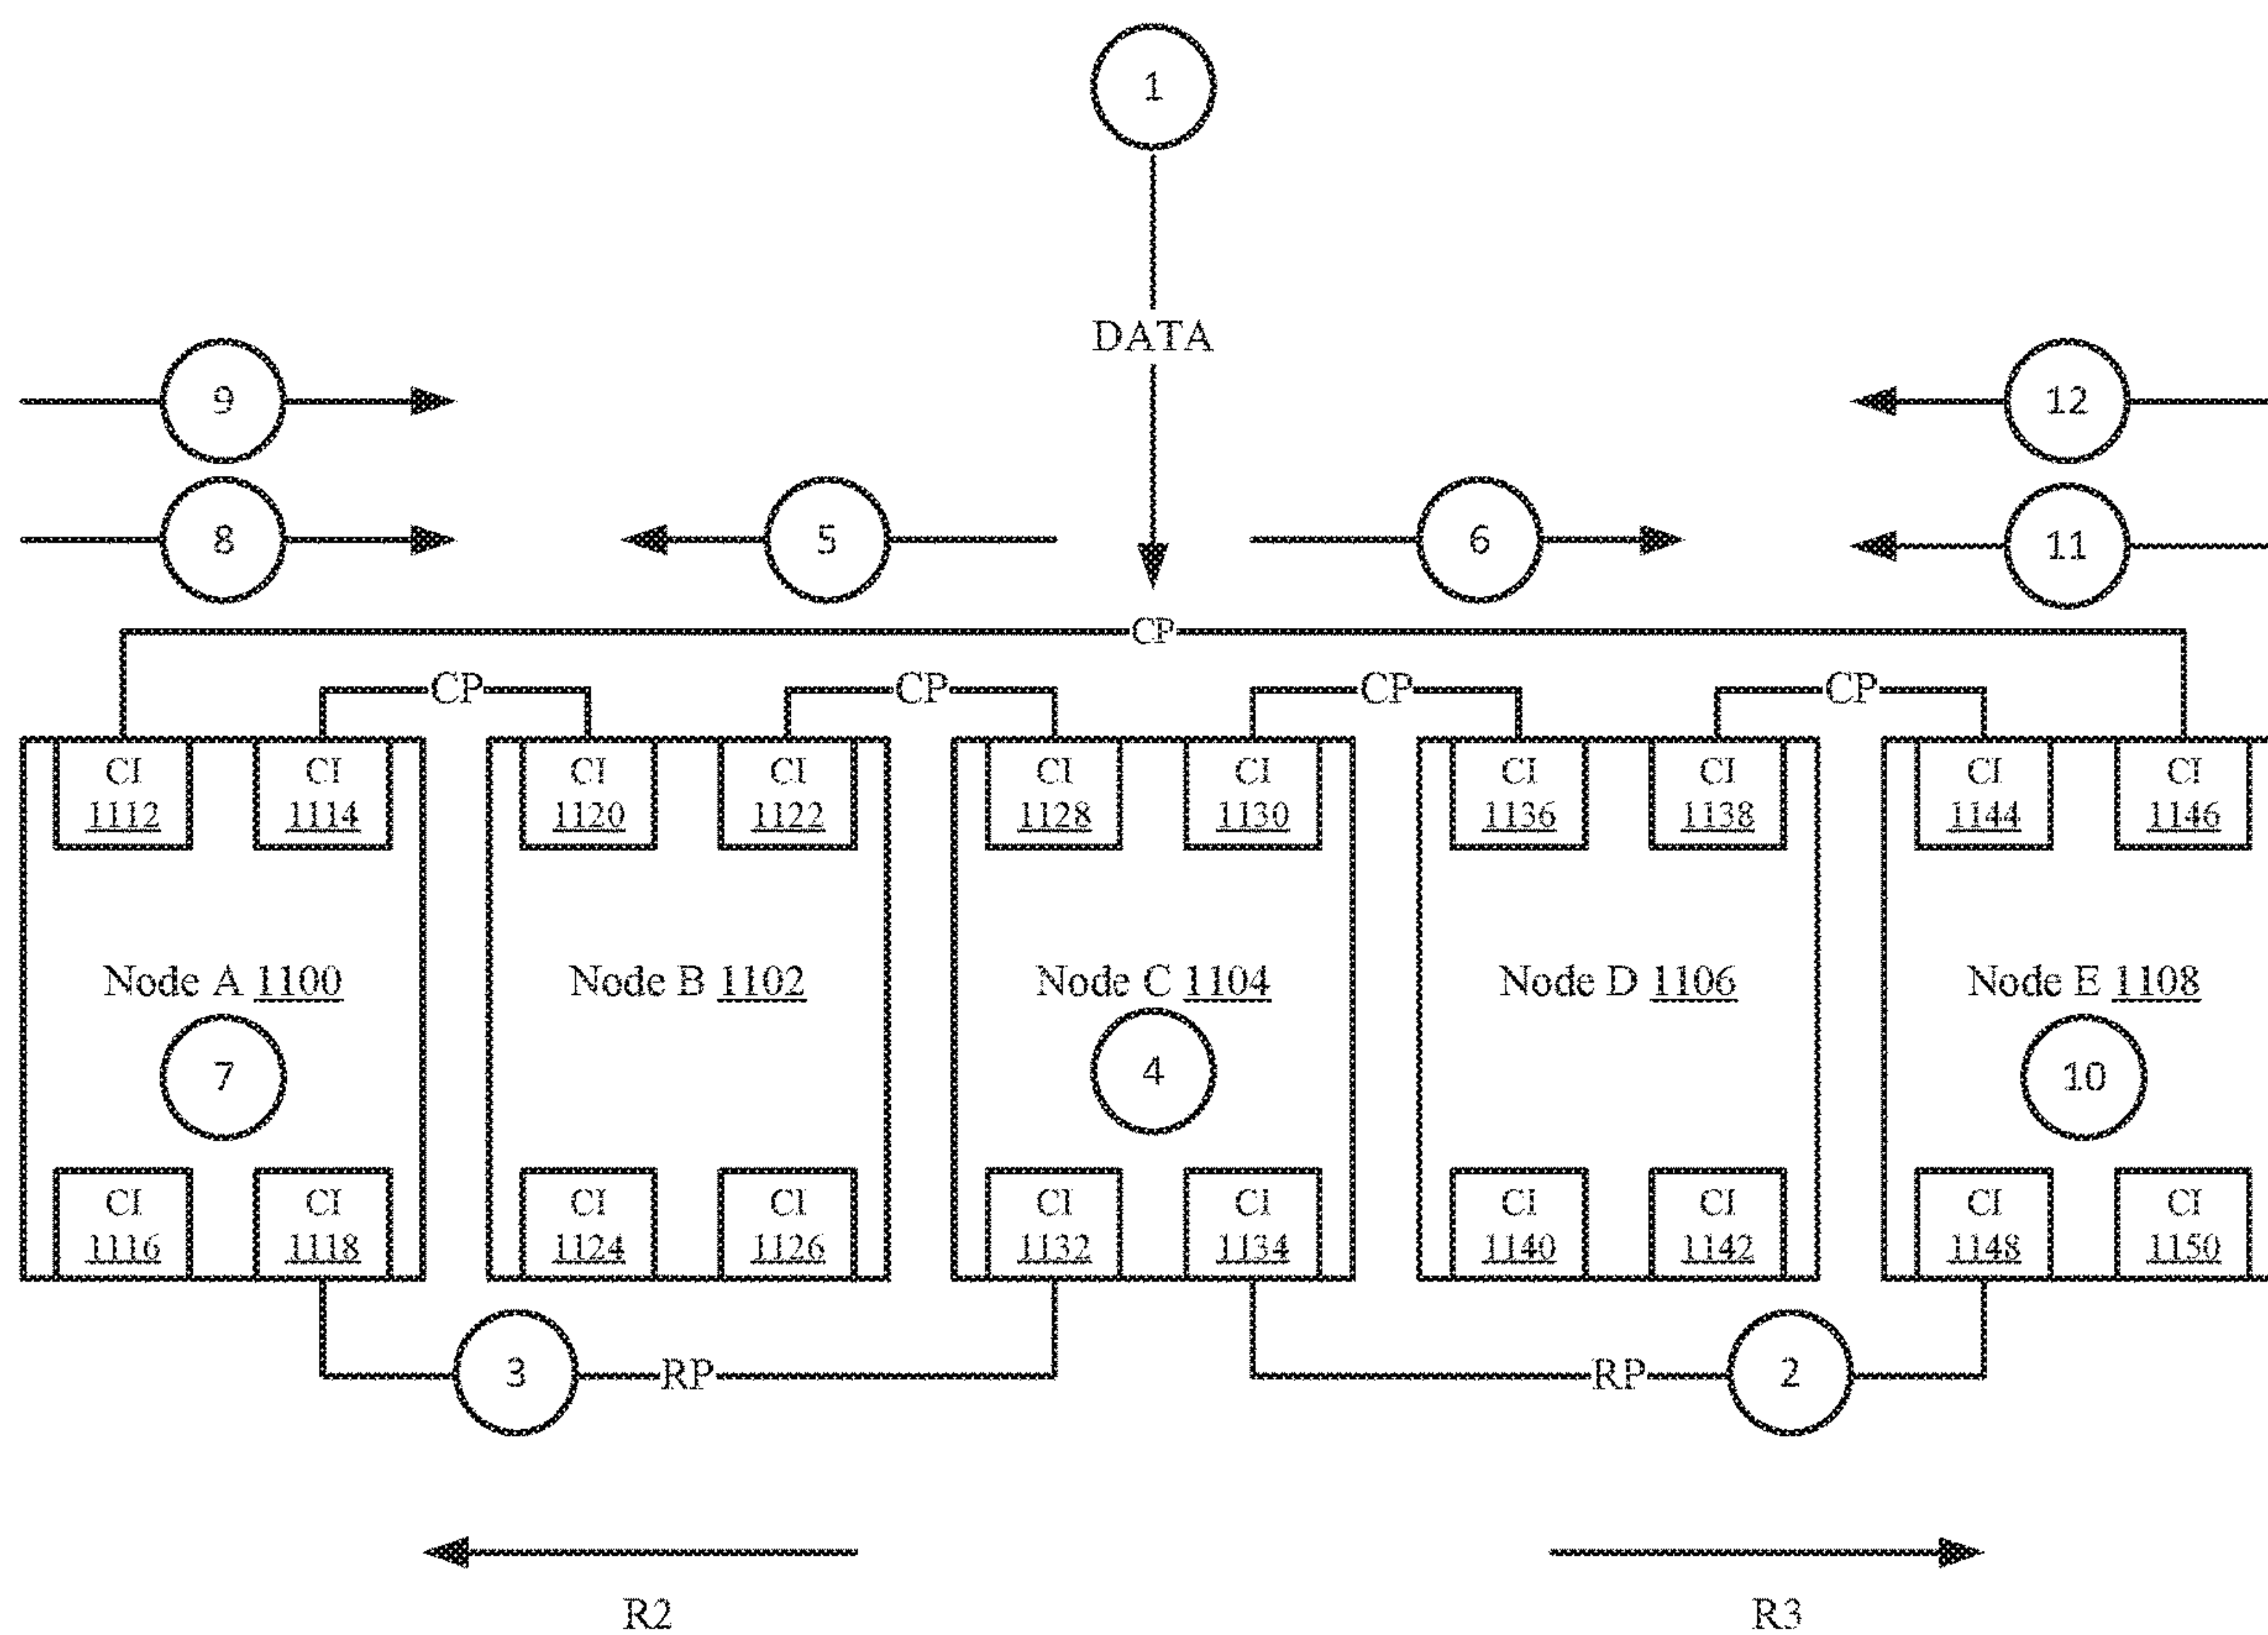 1
DATA
9
12
8
5
6
11
CP
CP
CP
CP
CP
CI
1112
CI
1114
CI
1120
CI
1122
CI
1128
CI
1130
CI
1136
CI
1138
CI
1144
CI
1146
Node A 1100
Node B 1102
Node C 1104
Node D 1106
Node E 1108
7
4
10
CI
1116
CI
1118
CI
1124
CI
1126
CI
1132
CI
1134
CI
1140
CI
1142
CI
1148
CI
1150
3
RP
RP
2
R2
R3